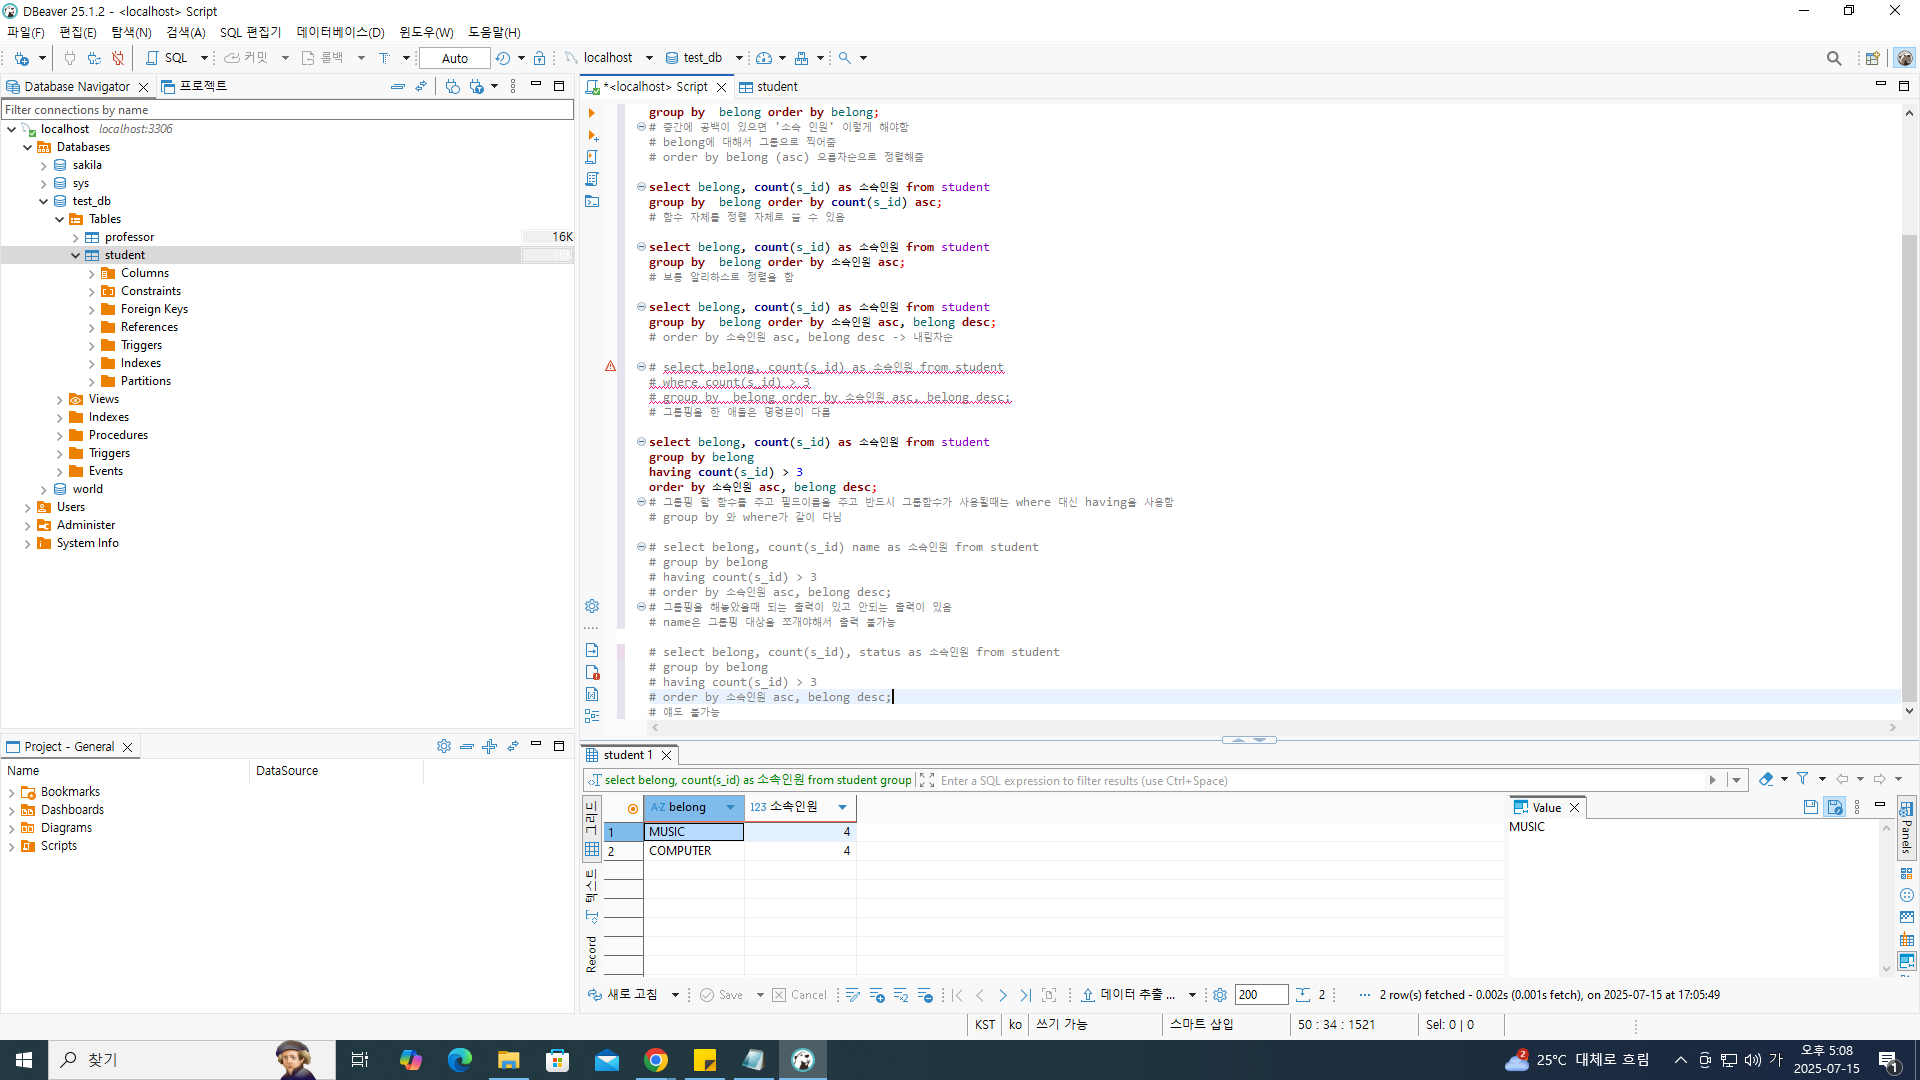 DBeaver 25.1.2 - <localhost> Script
파일(F) 편집(E) 탐색(N) 검색(A) SQL 편집기 데이터베이스(D) 윈도우(W) 도움말(H)
SQL 커밋 롤백 T Auto localhost test_db
Database Navigator 프로젝트
Filter connections by name
localhost localhost:3306
Databases
sakila
sys
test_db
Tables
professor 16K
student 16K
Columns
Constraints
Foreign Keys
References
Triggers
Indexes
Partitions
Views
Indexes
Procedures
Triggers
Events
world
Users
Administer
System Info
Project - General
Name DataSource
Bookmarks
Dashboards
Diagrams
Scripts
*<localhost> Script student
group by  belong order by belong;
# 중간에 공백이 있으면 '소속 인원' 이렇게 해야함
# belong에 대해서 그룹으로 찍어줌
# order by belong (asc) 오름차순으로 정렬해줌
select belong, count(s_id) as 소속인원 from student
group by  belong order by count(s_id) asc;
# 함수 자체를 정렬 자체로 쓸 수 있음
select belong, count(s_id) as 소속인원 from student
group by  belong order by 소속인원 asc;
# 보통 알리하스로 정렬을 함
select belong, count(s_id) as 소속인원 from student
group by  belong order by 소속인원 asc, belong desc;
# order by 소속인원 asc, belong desc -> 내림차순
# select belong, count(s_id) as 소속인원 from student
# where count(s_id) > 3
# group by  belong order by 소속인원 asc, belong desc;
# 그룹핑을 한 애들은 명령문이 다름
select belong, count(s_id) as 소속인원 from student
group by belong
having count(s_id) > 3
order by 소속인원 asc, belong desc;
# 그룹핑 할 함수를 주고 필드이름을 주고 반드시 그룹함수가 사용될때는 where 대신 having을 사용함
# group by 와 where가 같이 다님
# select belong, count(s_id) name as 소속인원 from student
# group by belong
# having count(s_id) > 3
# order by 소속인원 asc, belong desc;
# 그룹핑을 해놓았을때 되는 출력이 있고 안되는 출력이 있음
# name은 그룹핑 대상을 쪼개야해서 출력 불가능
# select belong, count(s_id), status as 소속인원 from student
# group by belong
# having count(s_id) > 3
# order by 소속인원 asc, belong desc;
# 얘도 불가능
student 1
select belong, count(s_id) as 소속인원 from student group Enter a SQL expression to filter results (use Ctrl+Space)
그리드
텍스트
Record
A-Z belong 123 소속인원
1 MUSIC 4
2 COMPUTER 4
Value
MUSIC
Panels
새로 고침 Save Cancel 데이터 추출 ... 200 2 ... 2 row(s) fetched - 0.002s (0.001s fetch), on 2025-07-15 at 17:05:49
KST ko 쓰기 가능 스마트 삽입 50 : 34 : 1521 Sel: 0 | 0
찾기
2 25°C 대체로 흐림 가 오후 5:08
2025-07-15
1